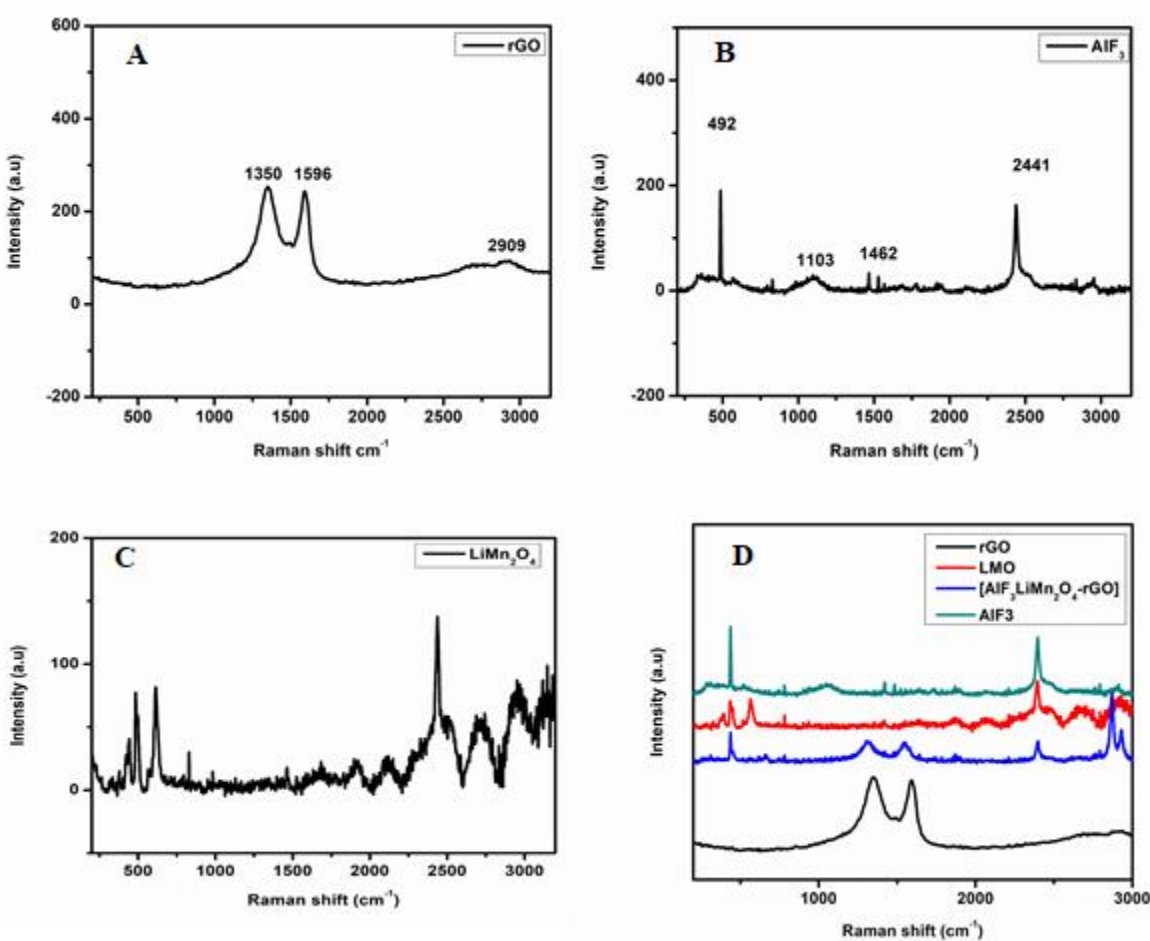 A
rGO
600
400
200
0
-200
1350
1596
2909
500
1000
1500
2000
2500
3000
Intensity (a.u)
Raman shift cm⁻¹
B
AlF₃
400
200
0
-200
492
1103
1462
2441
500
1000
1500
2000
2500
3000
Intensity (a.u)
Raman shift (cm⁻¹)
C
LiMn₂O₄
200
100
0
500
1000
1500
2000
2500
3000
Intensity (a.u)
Raman shift (cm⁻¹)
D
rGO
LMO
[AlF₃LiMn₂O₄-rGO]
AlF3
1000
2000
3000
Intensity (a.u)
Raman shift (cm⁻¹)